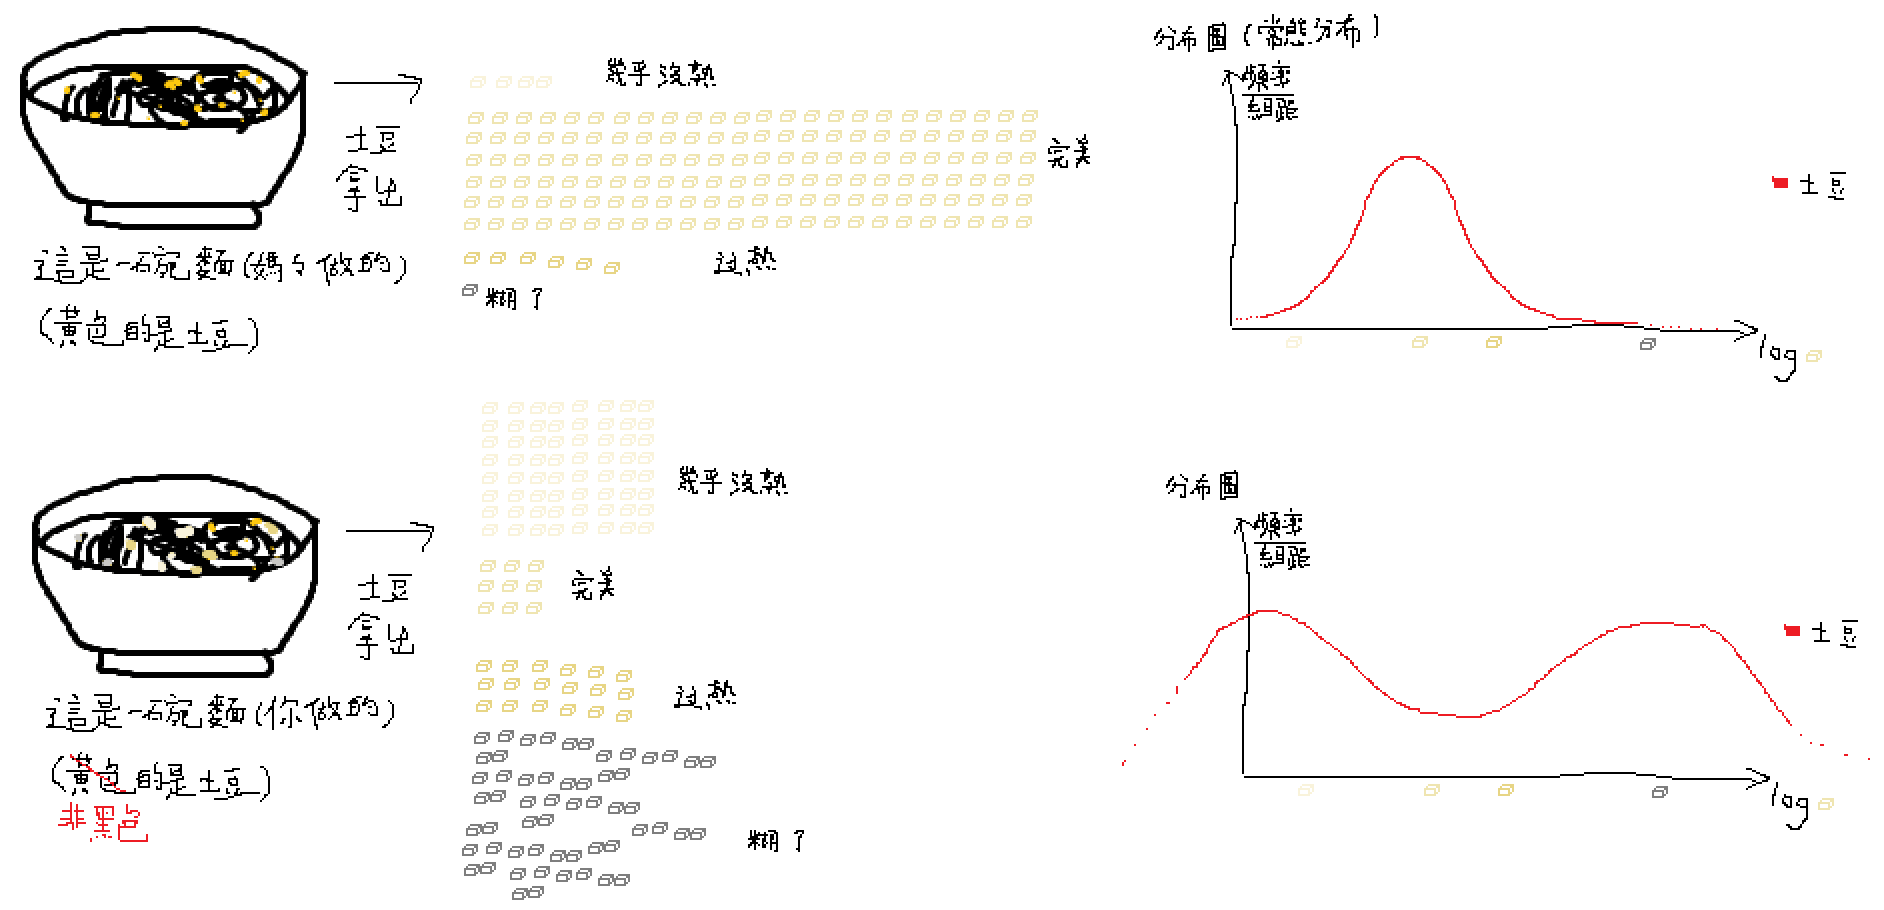 這是一碗麵(媽々做的)
(黃色的是土豆)
土豆
拿出
幾乎沒熟
完美
过熟
糊了
分布圖(常態分布)
頻率
組距
土豆
log
這是一碗麵(你做的)
(黃色的是土豆)
非黑色
土豆
拿出
幾乎沒熟
完美
过熟
糊了
分布圖
頻率
組距
土豆
log